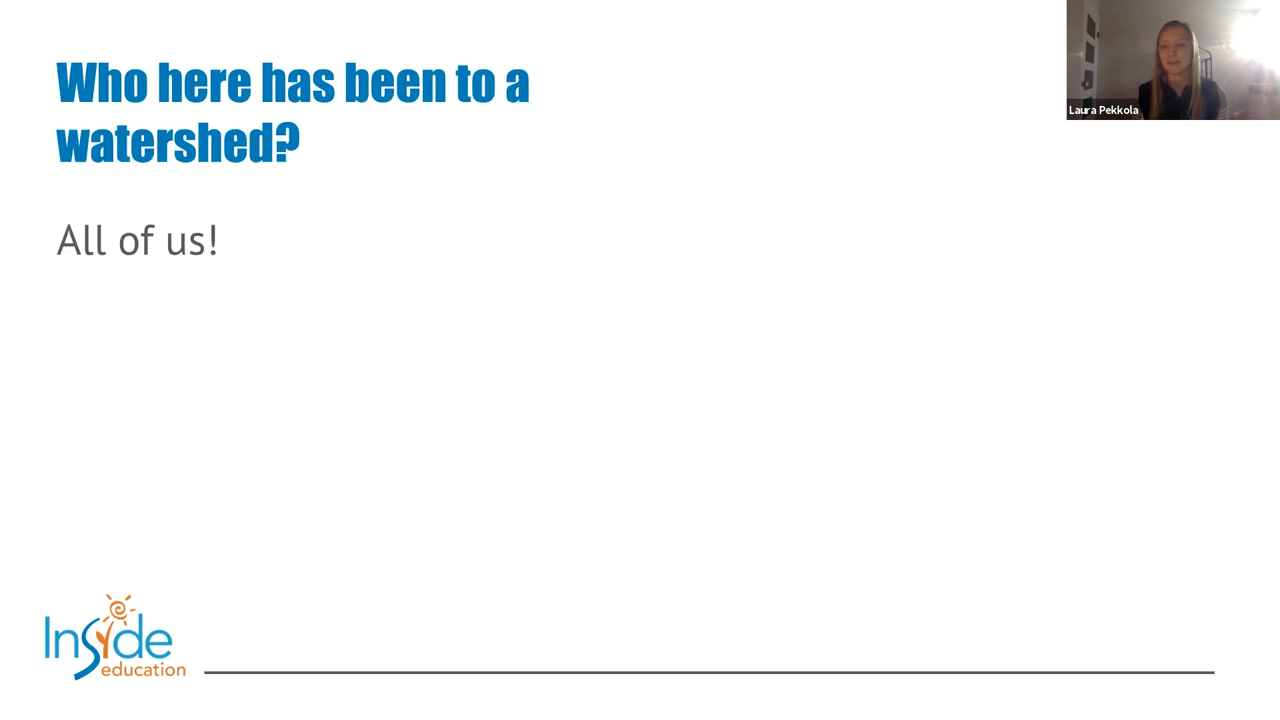 Who here has been to a
watershed?
Laura Pekkola
All of us!
Inside
education